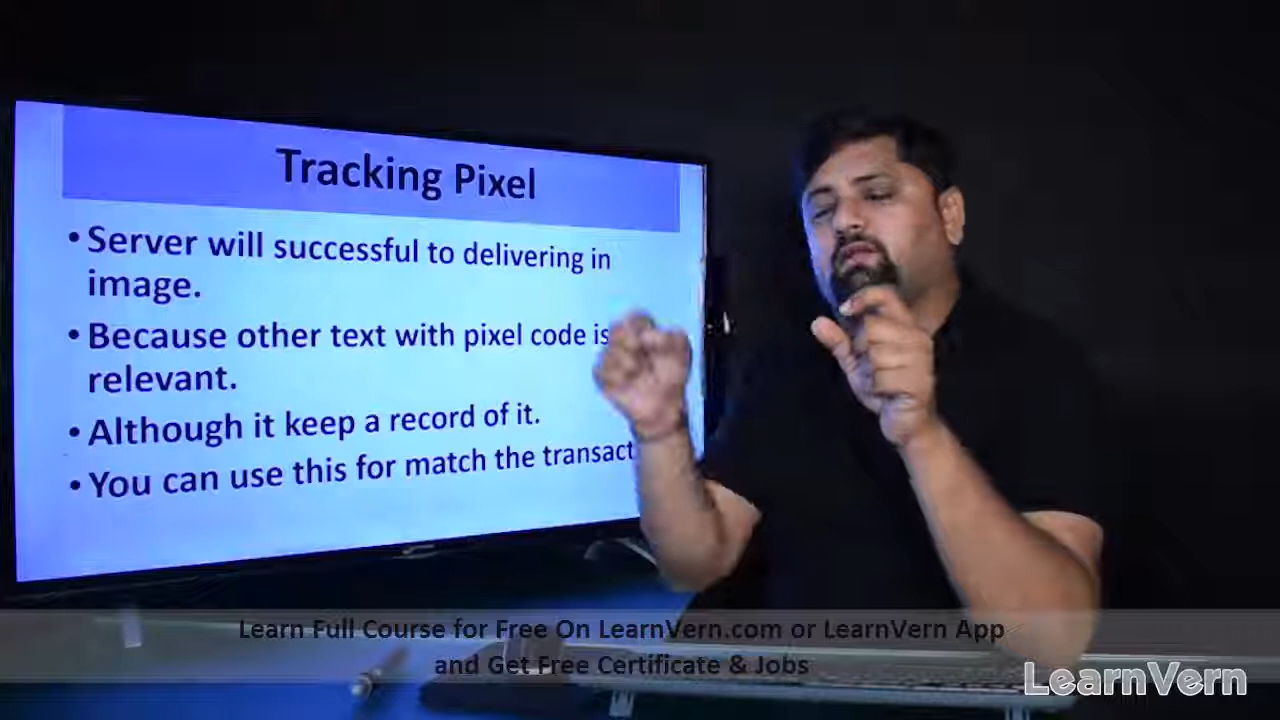 Tracking Pixel
• Server will successful to delivering in
image.
• Because other text with pixel code is
relevant.
• Although it keep a record of it.
• You can use this for match the transact
Learn Full Course for Free On LearnVern.com or LearnVern App
and Get Free Certificate & Jobs
LearnVern